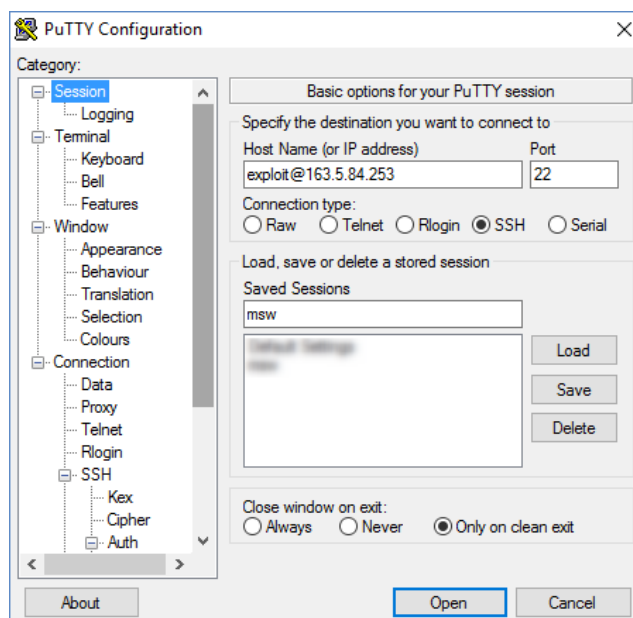 PuTTY Configuration
Category:
Session
Logging
Terminal
Keyboard
Bell
Features
Window
Appearance
Behaviour
Translation
Selection
Colours
Connection
Data
Proxy
Telnet
Rlogin
SSH
Kex
Cipher
Auth
Basic options for your PuTTY session
Specify the destination you want to connect to
Host Name (or IP address) Port
exploit@163.5.84.253 22
Connection type:
Raw Telnet Rlogin SSH Serial
Load, save or delete a stored session
Saved Sessions
msw
Load
Save
Delete
Close window on exit:
Always Never Only on clean exit
About Open Cancel